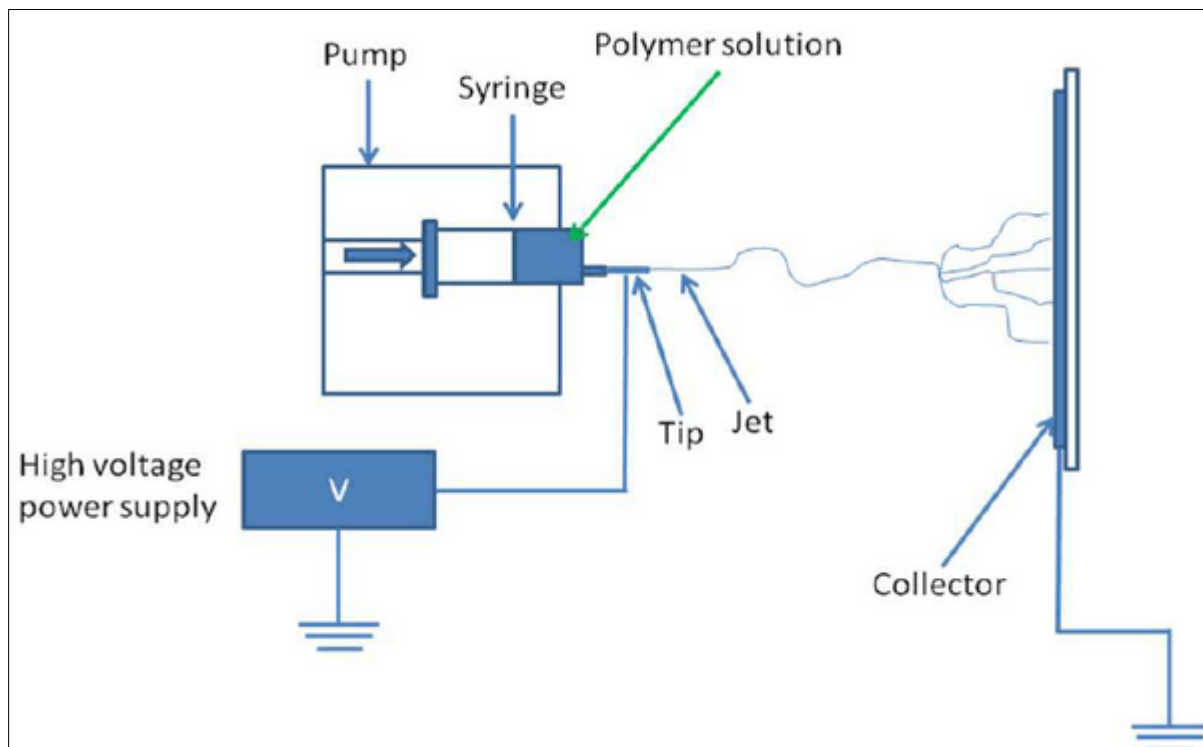 Polymer solution
Pump
Syringe
Tip
Jet
High voltage
power supply
V
Collector